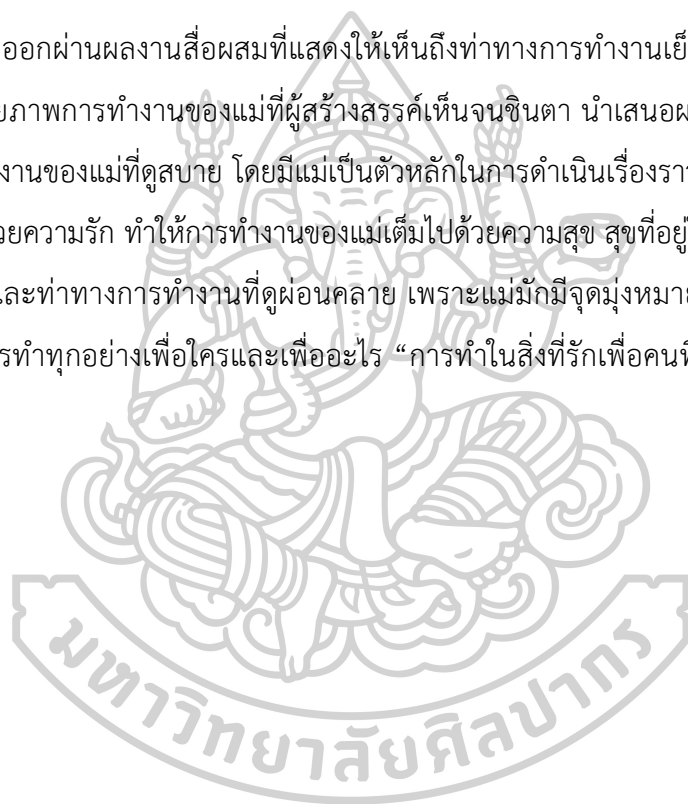 ออกผ่านผลงานสื่อผสมที่แสดงให้เห็นถึงท่าทางการทำงานเย็
ภาพการทำงานของแม่ที่ผู้สร้างสรรค์เห็นจนชินตา นำเสนอผ
งานของแม่ที่ดูสบาย โดยมีแม่เป็นตัวหลักในการดำเนินเรื่องรา
วยความรัก ทำให้การทำงานของแม่เต็มไปด้วยความสุข สุขที่อยู่
และท่าทางการทำงานที่ดูผ่อนคลาย เพราะแม่มักมีจุดมุ่งหมาย
รทำทุกอย่างเพื่อใครและเพื่ออะไร “การทำในสิ่งที่รักเพื่อคนที่
มหาวิทยาลัยศิลปากร